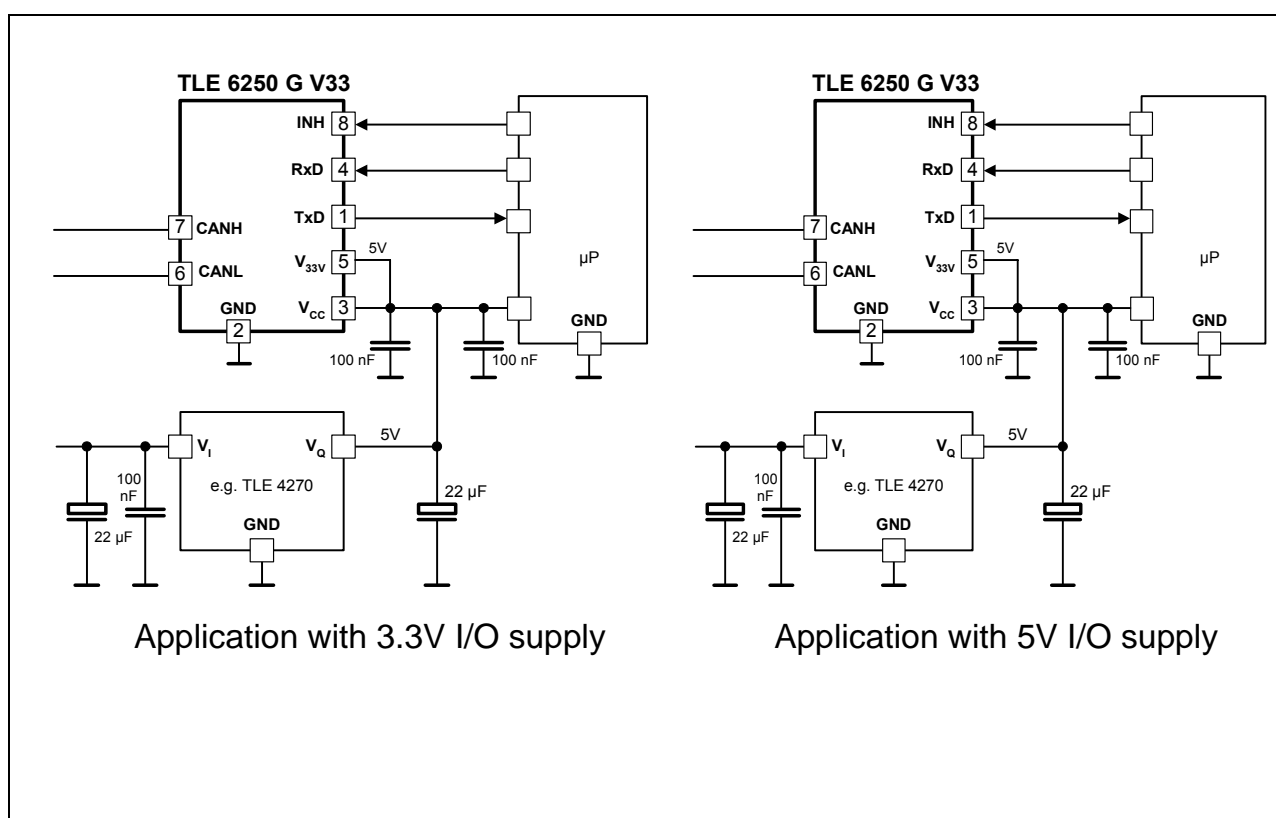 TLE 6250 G V33
INH 8
RxD 4
TxD 1
7 CANH
5V
V33V 5
µP
6 CANL
GND
VCC 3
2
GND
100 nF
100 nF
VI
VQ
5V
100
nF
e.g. TLE 4270
22 µF
22 µF
GND
Application with 3.3V I/O supply
TLE 6250 G V33
INH 8
RxD 4
TxD 1
7 CANH
5V
V33V 5
µP
6 CANL
GND
VCC 3
2
GND
100 nF
100 nF
VI
VQ
5V
100
nF
e.g. TLE 4270
22 µF
22 µF
GND
Application with 5V I/O supply